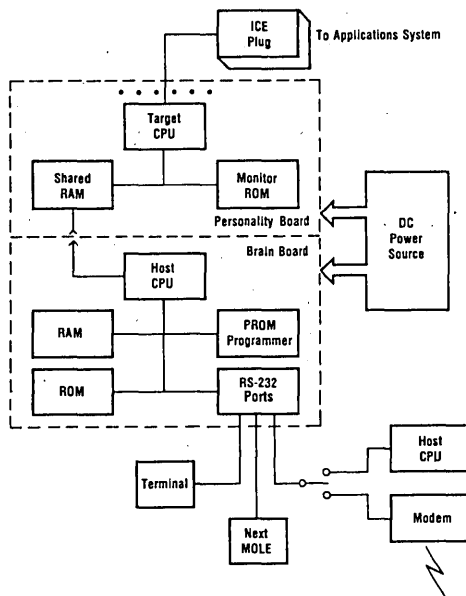 ICE
Plug
To Applications System
Target
CPU
Shared
RAM
Monitor
ROM
Personality Board
DC
Power
Source
Brain Board
Host
CPU
RAM
PROM
Programmer
ROM
RS-232
Ports
Terminal
Next
MOLE
Host
CPU
Modem